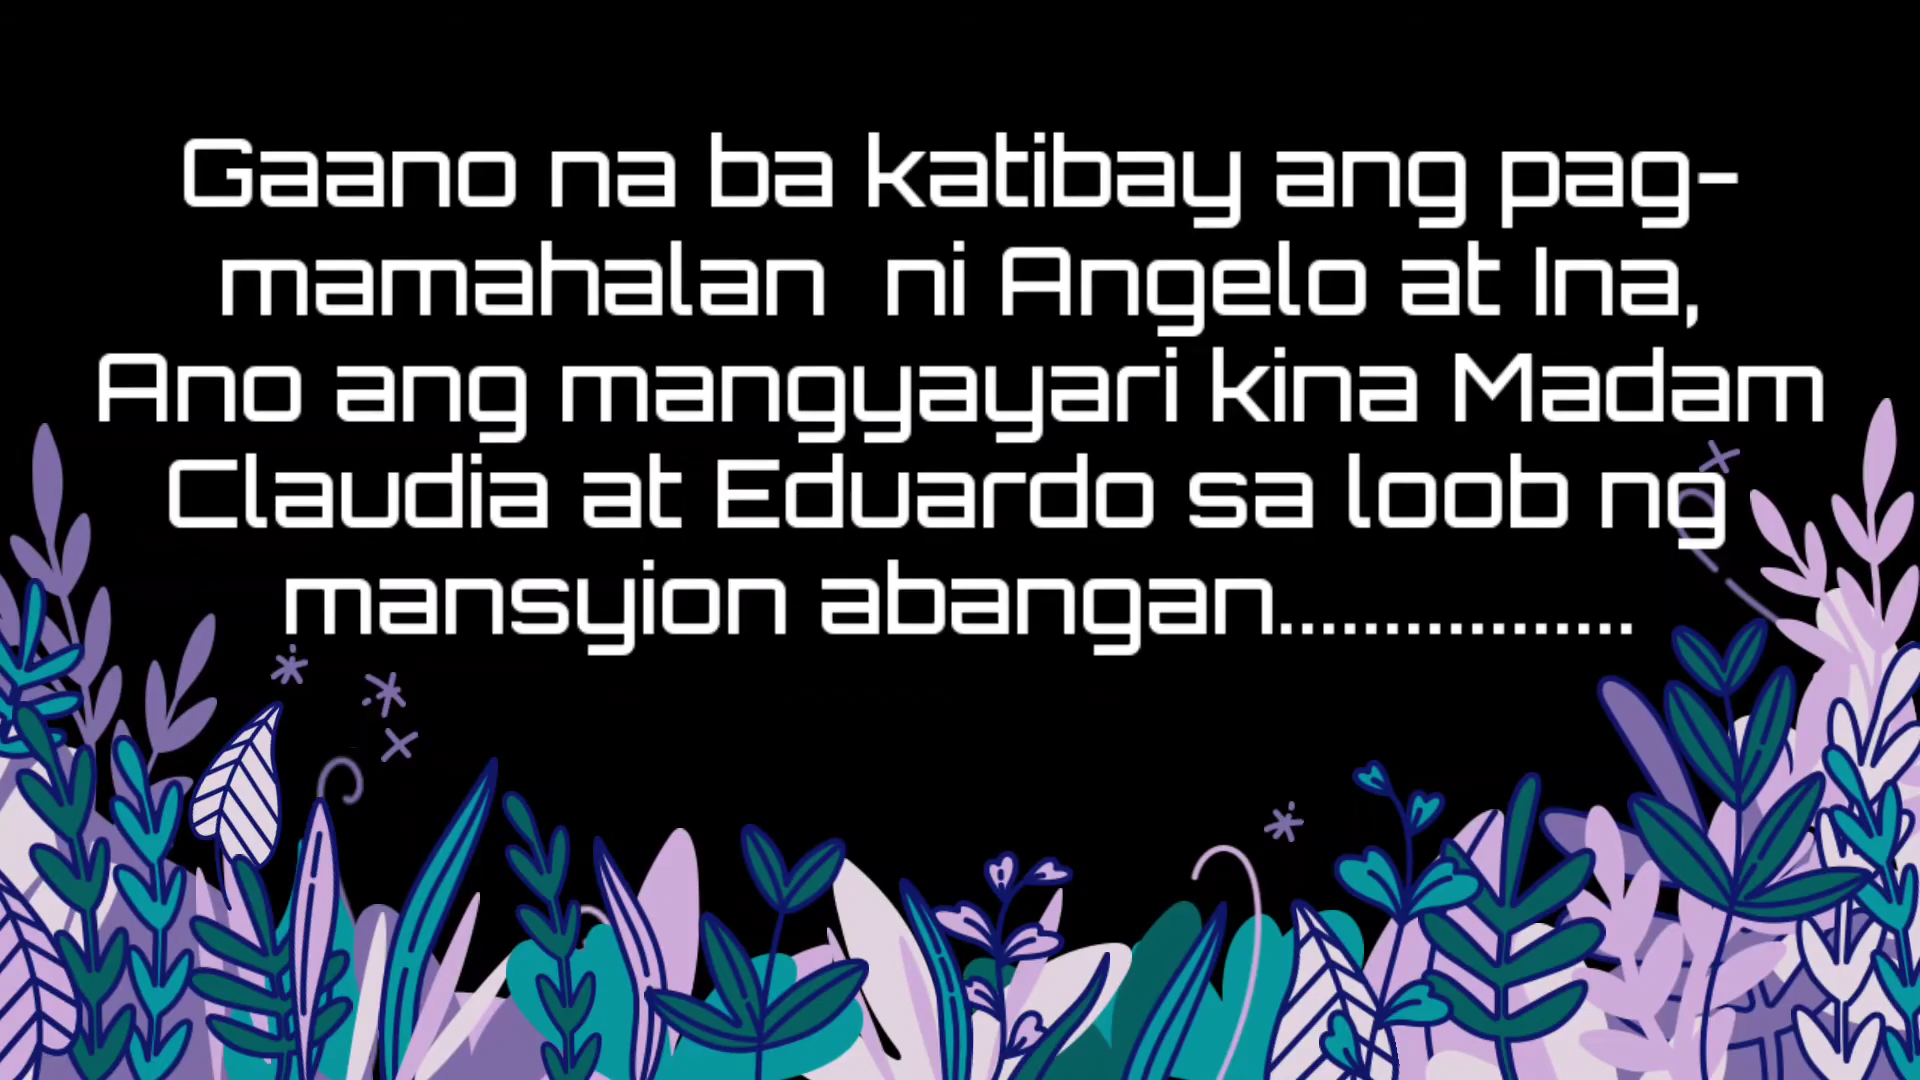 Gaano na ba katibay ang pag-
mamahalan  ni Angelo at Ina,
Ano ang mangyayari kina Madam
Claudia at Eduardo sa loob ng
mansyion abangan.................